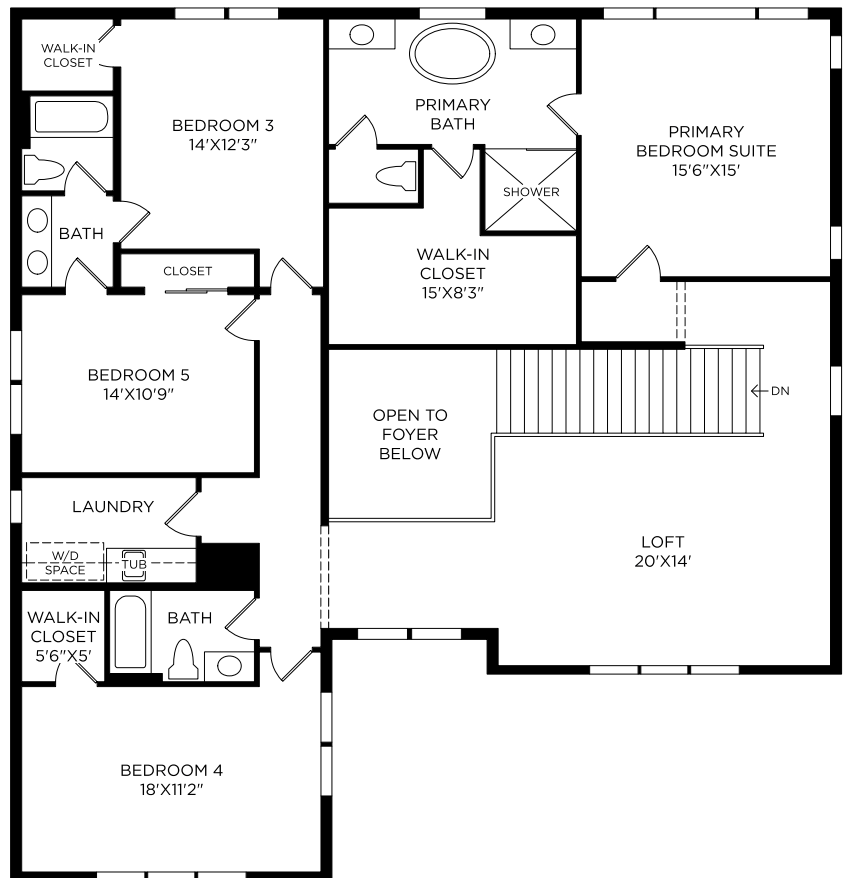 WALK-IN
CLOSET
BEDROOM 3
14'X12'3"
PRIMARY
BATH
PRIMARY
BEDROOM SUITE
15'6"X15'
SHOWER
BATH
CLOSET
WALK-IN
CLOSET
15'X8'3"
BEDROOM 5
14'X10'9"
OPEN TO
FOYER
BELOW
DN
LAUNDRY
W/D
SPACE
TUB
LOFT
20'X14'
WALK-IN
CLOSET
5'6"X5'
BATH
BEDROOM 4
18'X11'2"